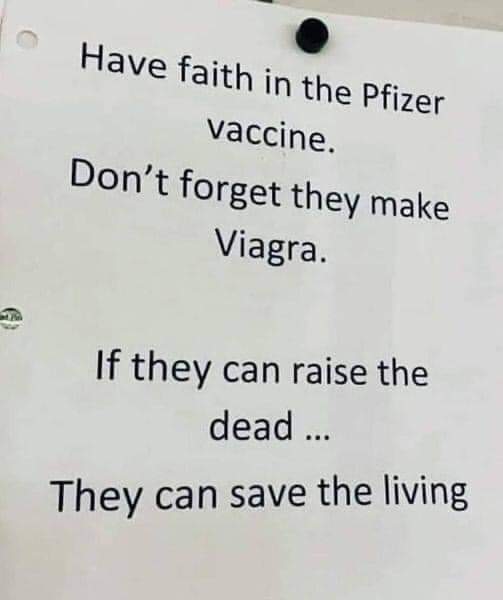 Have faith in the Pfizer
vaccine.
Don't forget they make
Viagra.
If they can raise the
dead ...
They can save the living